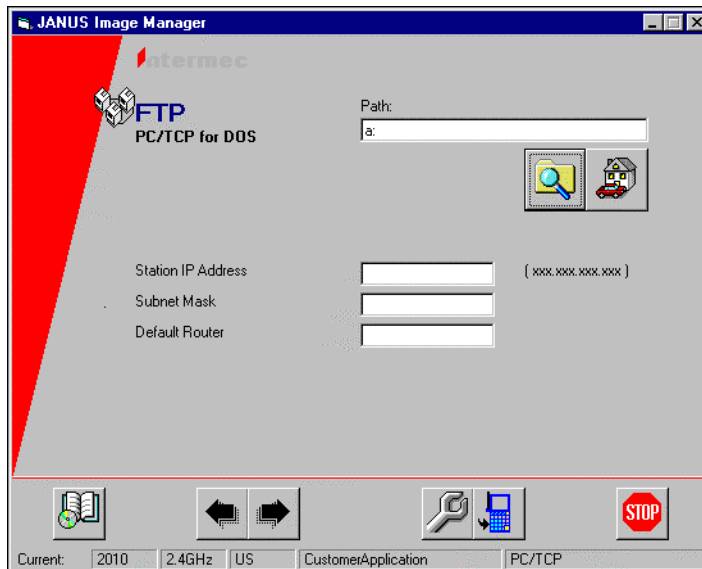 JANUS Image Manager
Intermec
FTP
PC/TCP for DOS
Path:
a:
Station IP Address
( xxx.xxx.xxx.xxx )
Subnet Mask
Default Router
STOP
Current: 2010 2.4GHz US CustomerApplication PC/TCP